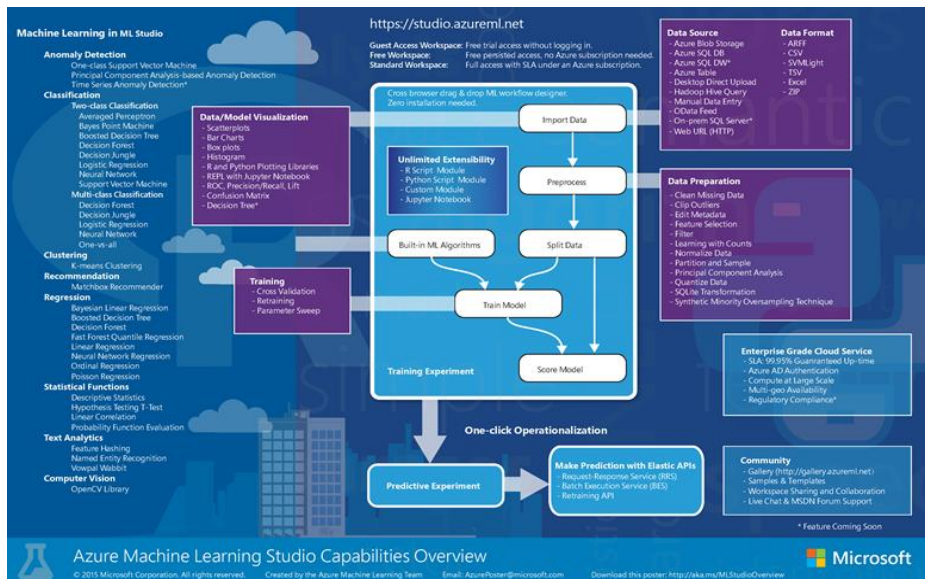 Machine Learning in ML Studio
Anomaly Detection
One-class Support Vector Machine
Principal Component Analysis-based Anomaly Detection
Time Series Anomaly Detection*
Classification
Two-class Classification
Averaged Perceptron
Bayes Point Machine
Boosted Decision Tree
Decision Forest
Decision Jungle
Logistic Regression
Neural Network
Support Vector Machine
Multi-class Classification
Decision Forest
Decision Jungle
Logistic Regression
Neural Network
One-vs-all
Clustering
K-means Clustering
Recommendation
Matchbox Recommender
Regression
Bayesian Linear Regression
Boosted Decision Tree
Decision Forest
Fast Forest Quantile Regression
Linear Regression
Neural Network Regression
Ordinal Regression
Poisson Regression
Statistical Functions
Descriptive Statistics
Hypothesis Testing T-Test
Linear Correlation
Probability Function Evaluation
Text Analytics
Feature Hashing
Named Entity Recognition
Vowpal Wabbit
Computer Vision
OpenCV Library
Data/Model Visualization
- Scatterplots
- Bar Charts
- Box plots
- Histogram
- R and Python Plotting Libraries
- REPL with Jupyter Notebook
- ROC, Precision/Recall, Lift
- Confusion Matrix
- Decision Tree*
Training
- Cross Validation
- Retraining
- Parameter Sweep
https://studio.azureml.net
Guest Access Workspace: Free trial access without logging in.
Free Workspace: Free persisted access, no Azure subscription needed.
Standard Workspace: Full access with SLA under an Azure subscription.
Cross browser drag & drop ML workflow designer.
Zero installation needed.
Import Data
Unlimited Extensibility
- R Script Module
- Python Script Module
- Custom Module
- Jupyter Notebook
Preprocess
Built-in ML Algorithms
Split Data
Train Model
Score Model
Training Experiment
One-click Operationalization
Predictive Experiment
Make Prediction with Elastic APIs
- Request-Response Service (RRS)
- Batch Execution Service (BES)
- Retraining API
Data Source
- Azure Blob Storage
- Azure SQL DB
- Azure SQL DW*
- Azure Table
- Desktop Direct Upload
- Hadoop Hive Query
- Manual Data Entry
- OData Feed
- On-prem SQL Server*
- Web URL (HTTP)
Data Format
- ARFF
- CSV
- SVMLight
- TSV
- Excel
- ZIP
Data Preparation
- Clean Missing Data
- Clip Outliers
- Edit Metadata
- Feature Selection
- Filter
- Learning with Counts
- Normalize Data
- Partition and Sample
- Principal Component Analysis
- Quantize Data
- SQLite Transformation
- Synthetic Minority Oversampling Technique
Enterprise Grade Cloud Service
- SLA: 99.95% Guaranteed Up-time
- Azure AD Authentication
- Compute at Large Scale
- Multi-geo Availability
- Regulatory Compliance*
Community
- Gallery (http://gallery.azureml.net)
- Samples & Templates
- Workspace Sharing and Collaboration
- Live Chat & MSDN Forum Support
* Feature Coming Soon
Azure Machine Learning Studio Capabilities Overview
Microsoft
© 2015 Microsoft Corporation. All rights reserved. Created by the Azure Machine Learning Team Email: AzurePoster@microsoft.com Download this poster: http://aka.ms/MLStudioOverview